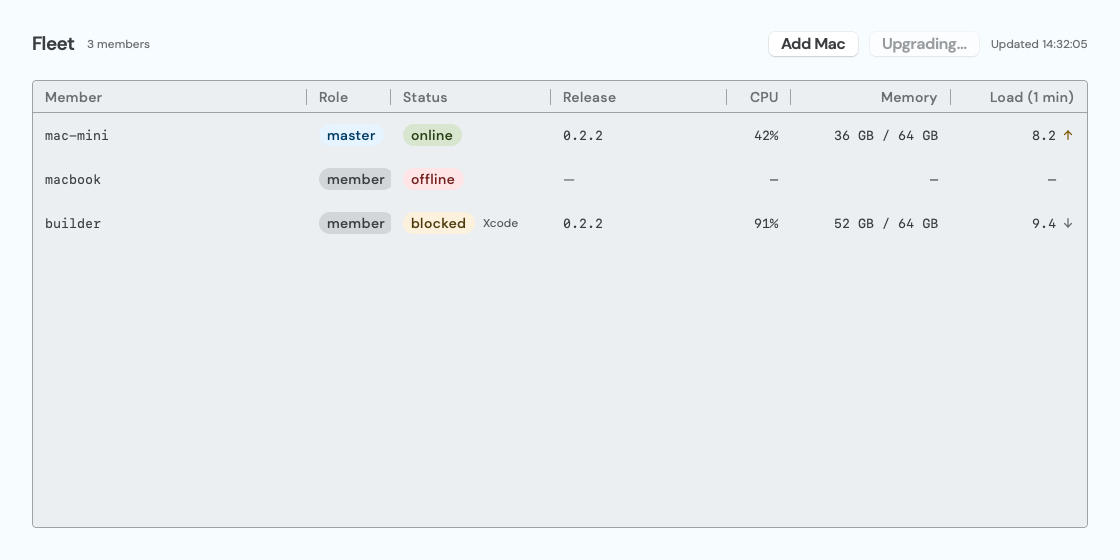 Fleet 3 members Add Mac Upgrading... Updated 14:32:05
Member Role Status Release CPU Memory Load (1 min)
mac-mini master online 0.2.2 42% 36 GB / 64 GB 8.2 ↑
macbook member offline — — — —
builder member blocked Xcode 0.2.2 91% 52 GB / 64 GB 9.4 ↓